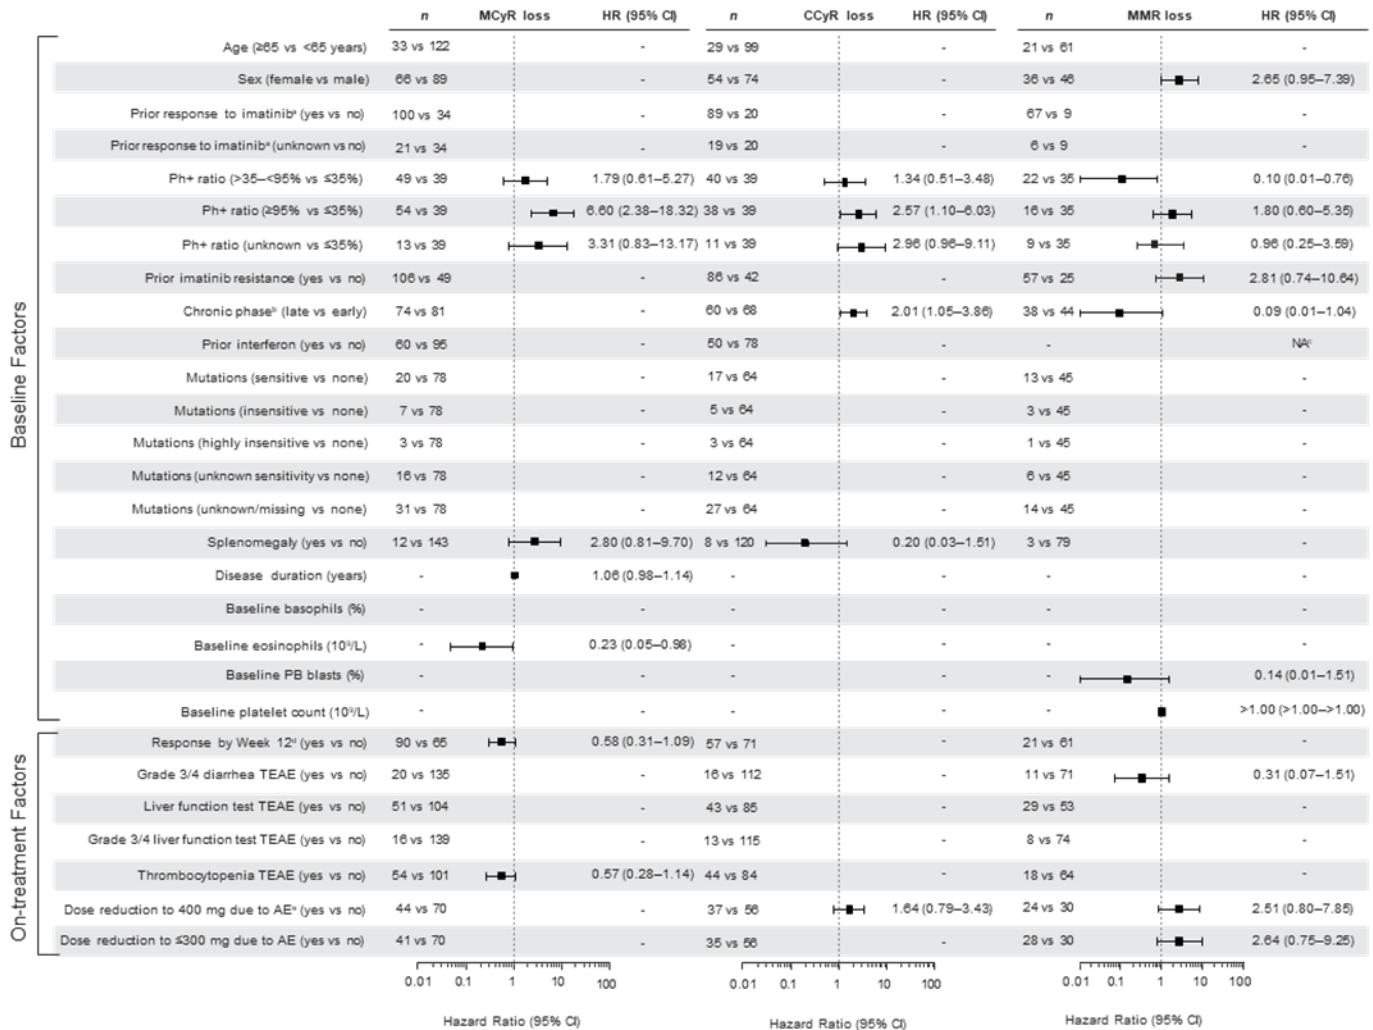 n MCyR loss HR (95% CI) n CCyR loss HR (95% CI) n MMR loss HR (95% CI)
Baseline Factors
Age (≥65 vs <65 years) 33 vs 122 - 29 vs 99 - 21 vs 61 -
Sex (female vs male) 66 vs 89 - 54 vs 74 - 36 vs 46 2.65 (0.95–7.39)
Prior response to imatinibᵃ (yes vs no) 100 vs 34 - 89 vs 20 - 67 vs 9 -
Prior response to imatinibᵃ (unknown vs no) 21 vs 34 - 19 vs 20 - 6 vs 9 -
Ph+ ratio (>35–<95% vs ≤35%) 49 vs 39 1.79 (0.61–5.27) 40 vs 39 1.34 (0.51–3.48) 22 vs 35 0.10 (0.01–0.76)
Ph+ ratio (≥95% vs ≤35%) 54 vs 39 6.60 (2.38–18.32) 38 vs 39 2.57 (1.10–6.03) 16 vs 35 1.80 (0.60–5.35)
Ph+ ratio (unknown vs ≤35%) 13 vs 39 3.31 (0.83–13.17) 11 vs 39 2.96 (0.96–9.11) 9 vs 35 0.96 (0.25–3.59)
Prior imatinib resistance (yes vs no) 106 vs 49 - 86 vs 42 - 57 vs 25 2.81 (0.74–10.64)
Chronic phaseᵇ (late vs early) 74 vs 81 - 60 vs 68 2.01 (1.05–3.86) 38 vs 44 0.09 (0.01–1.04)
Prior interferon (yes vs no) 60 vs 95 - 50 vs 78 - - NAᶜ
Mutations (sensitive vs none) 20 vs 78 - 17 vs 64 - 13 vs 45 -
Mutations (insensitive vs none) 7 vs 78 - 5 vs 64 - 3 vs 45 -
Mutations (highly insensitive vs none) 3 vs 78 - 3 vs 64 - 1 vs 45 -
Mutations (unknown sensitivity vs none) 16 vs 78 - 12 vs 64 - 6 vs 45 -
Mutations (unknown/missing vs none) 31 vs 78 - 27 vs 64 - 14 vs 45 -
Splenomegaly (yes vs no) 12 vs 143 2.80 (0.81–9.70) 8 vs 120 0.20 (0.03–1.51) 3 vs 79 -
Disease duration (years) - 1.06 (0.98–1.14) - - - -
Baseline basophils (%) - - - - - -
Baseline eosinophils (10⁹/L) - 0.23 (0.05–0.98) - - - -
Baseline PB blasts (%) - - - - - 0.14 (0.01–1.51)
Baseline platelet count (10⁹/L) - - - - - >1.00 (>1.00–>1.00)
On-treatment Factors
Response by Week 12ᵈ (yes vs no) 90 vs 65 0.58 (0.31–1.09) 57 vs 71 - 21 vs 61 -
Grade 3/4 diarrhea TEAE (yes vs no) 20 vs 135 - 16 vs 112 - 11 vs 71 0.31 (0.07–1.51)
Liver function test TEAE (yes vs no) 51 vs 104 - 43 vs 85 - 29 vs 53 -
Grade 3/4 liver function test TEAE (yes vs no) 16 vs 139 - 13 vs 115 - 8 vs 74 -
Thrombocytopenia TEAE (yes vs no) 54 vs 101 0.57 (0.28–1.14) 44 vs 84 - 18 vs 64 -
Dose reduction to 400 mg due to AEᵉ (yes vs no) 44 vs 70 - 37 vs 56 1.64 (0.79–3.43) 24 vs 30 2.51 (0.80–7.85)
Dose reduction to ≤300 mg due to AE (yes vs no) 41 vs 70 - 35 vs 56 - 28 vs 30 2.64 (0.75–9.25)
0.01 0.1 1 10 100 0.01 0.1 1 10 100 0.01 0.1 1 10 100
Hazard Ratio (95% CI) Hazard Ratio (95% CI) Hazard Ratio (95% CI)